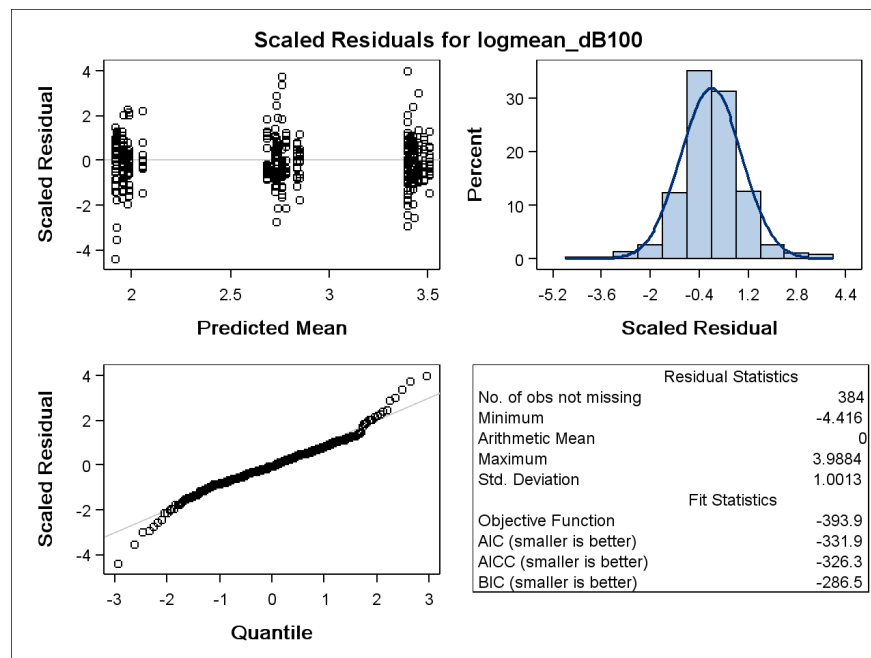 Scaled Residuals for logmean_dB100
Scaled Residual
4
2
0
-2
-4
2
2.5
3
3.5
Predicted Mean
Percent
30
20
10
0
-5.2
-3.6
-2
-0.4
1.2
2.8
4.4
Scaled Residual
Scaled Residual
4
2
0
-2
-4
-3
-2
-1
0
1
2
3
Quantile
Residual Statistics
No. of obs not missing 384
Minimum -4.416
Arithmetic Mean 0
Maximum 3.9884
Std. Deviation 1.0013
Fit Statistics
Objective Function -393.9
AIC (smaller is better) -331.9
AICC (smaller is better) -326.3
BIC (smaller is better) -286.5